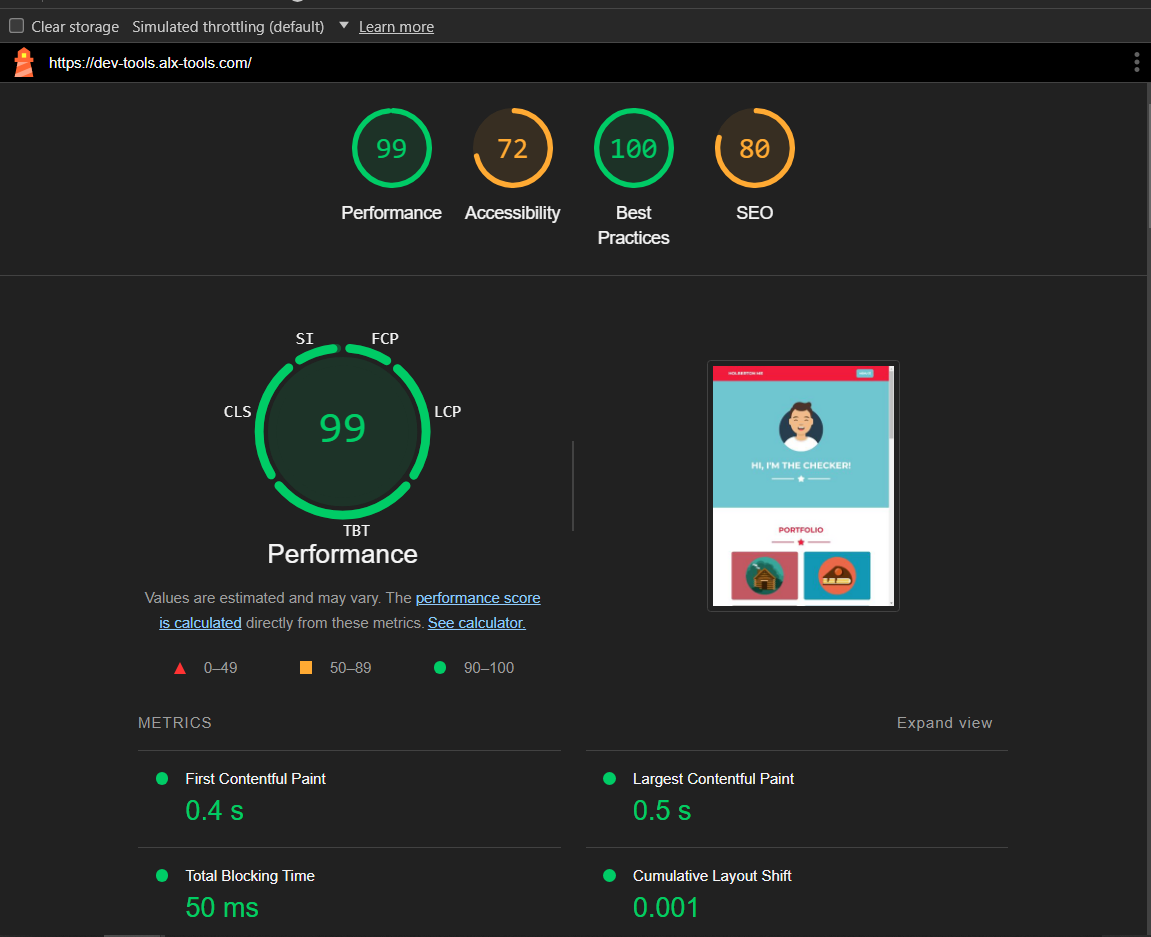 Clear storage Simulated throttling (default) ▼ Learn more
https://dev-tools.alx-tools.com/
99 72 100 80
Performance Accessibility Best Practices SEO
SI FCP
CLS LCP
99
TBT
Performance
Values are estimated and may vary. The performance score
is calculated directly from these metrics. See calculator.
0–49 50–89 90–100
HI, I'M THE CHECKER!
PORTFOLIO
METRICS Expand view
First Contentful Paint Largest Contentful Paint
0.4 s 0.5 s
Total Blocking Time Cumulative Layout Shift
50 ms 0.001